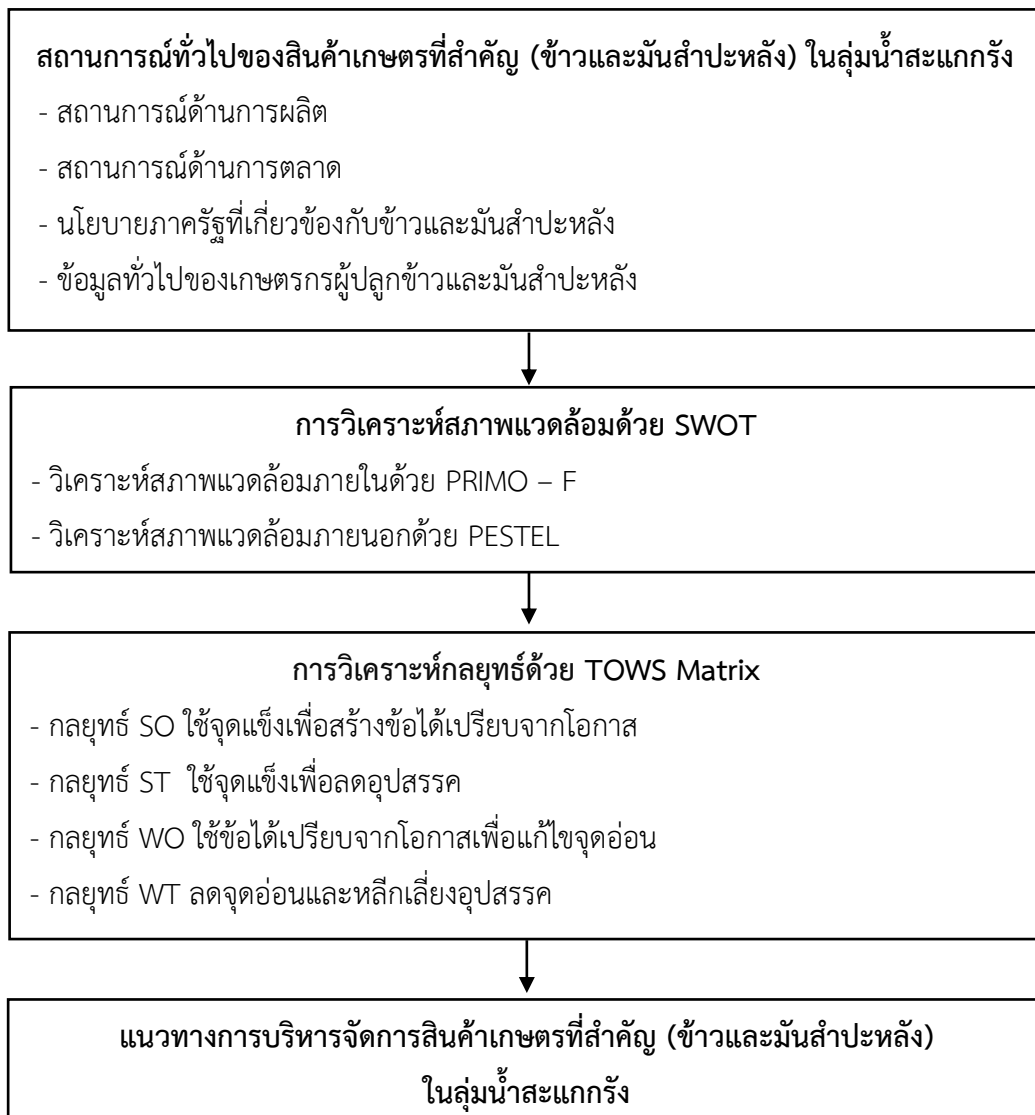 สถานการณ์ทั่วไปของสินค้าเกษตรที่สำคัญ (ข้าวและมันสำปะหลัง) ในลุ่มน้ำสะแกกรัง
- สถานการณ์ด้านการผลิต
- สถานการณ์ด้านการตลาด
- นโยบายภาครัฐที่เกี่ยวข้องกับข้าวและมันสำปะหลัง
- ข้อมูลทั่วไปของเกษตรกรผู้ปลูกข้าวและมันสำปะหลัง
การวิเคราะห์สภาพแวดล้อมด้วย SWOT
- วิเคราะห์สภาพแวดล้อมภายในด้วย PRIMO – F
- วิเคราะห์สภาพแวดล้อมภายนอกด้วย PESTEL
การวิเคราะห์กลยุทธ์ด้วย TOWS Matrix
- กลยุทธ์ SO ใช้จุดแข็งเพื่อสร้างข้อได้เปรียบจากโอกาส
- กลยุทธ์ ST ใช้จุดแข็งเพื่อลดอุปสรรค
- กลยุทธ์ WO ใช้ข้อได้เปรียบจากโอกาสเพื่อแก้ไขจุดอ่อน
- กลยุทธ์ WT ลดจุดอ่อนและหลีกเลี่ยงอุปสรรค
แนวทางการบริหารจัดการสินค้าเกษตรที่สำคัญ (ข้าวและมันสำปะหลัง)
ในลุ่มน้ำสะแกกรัง